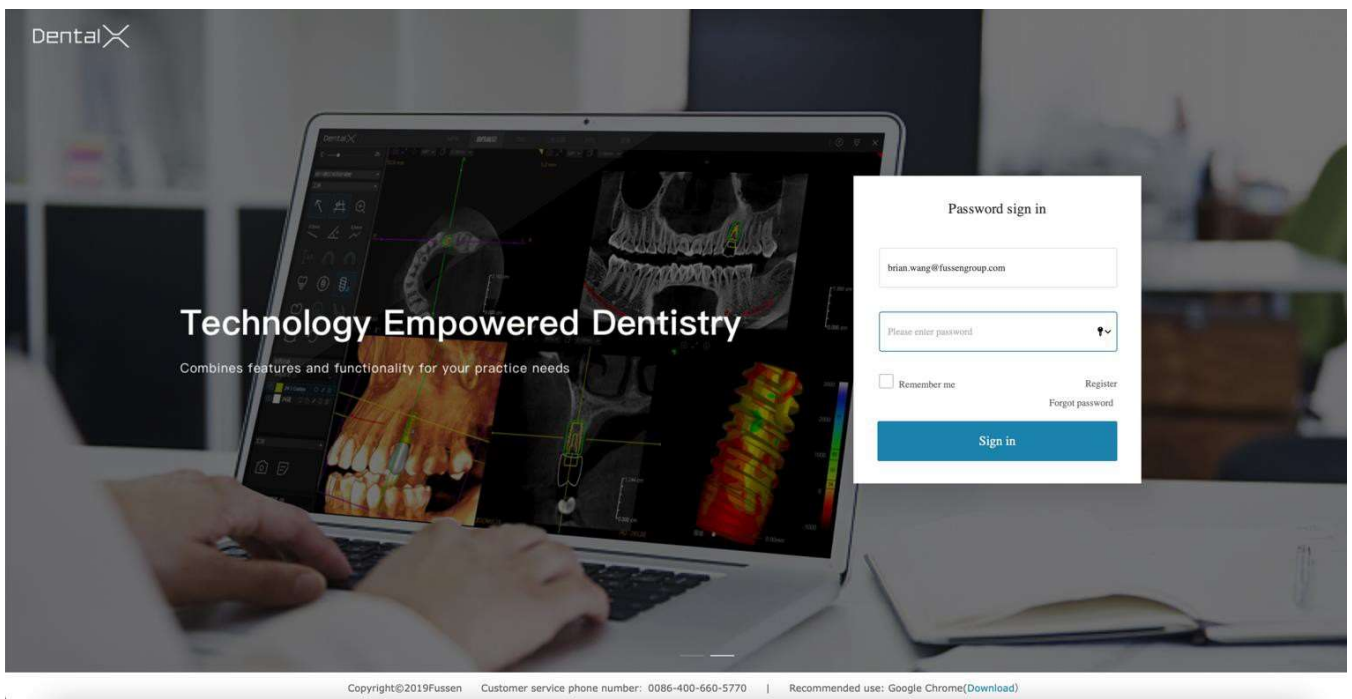 DentalX
DentalX
Technology Empowered Dentistry
Combines features and functionality for your practice needs
Password sign in
brian.wang@fussengroup.com
Please enter password
Remember me
Register
Forgot password
Sign in
Copyright©2019Fussen Customer service phone number: 0086-400-660-5770 | Recommended use: Google Chrome(Download)